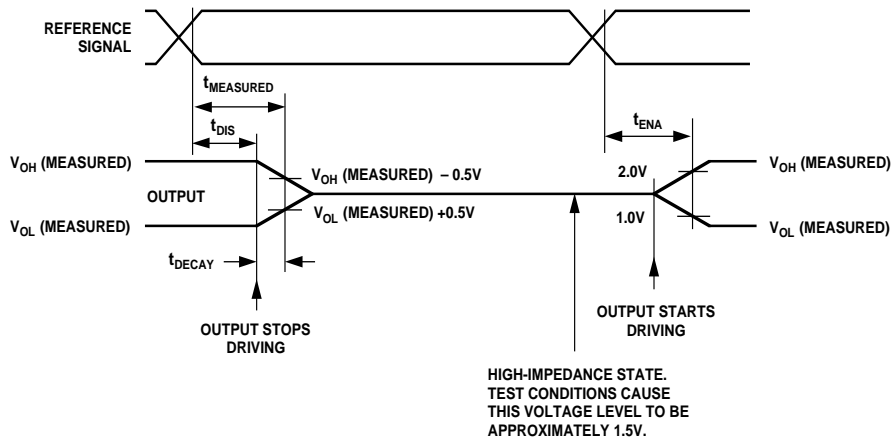 REFERENCE
SIGNAL
tMEASURED
tDIS
tENA
VOH (MEASURED)
VOH (MEASURED) – 0.5V
2.0V
VOH (MEASURED)
OUTPUT
VOL (MEASURED)
VOL (MEASURED) +0.5V
1.0V
VOL (MEASURED)
tDECAY
OUTPUT STOPS
DRIVING
OUTPUT STARTS
DRIVING
HIGH-IMPEDANCE STATE.
TEST CONDITIONS CAUSE
THIS VOLTAGE LEVEL TO BE
APPROXIMATELY 1.5V.